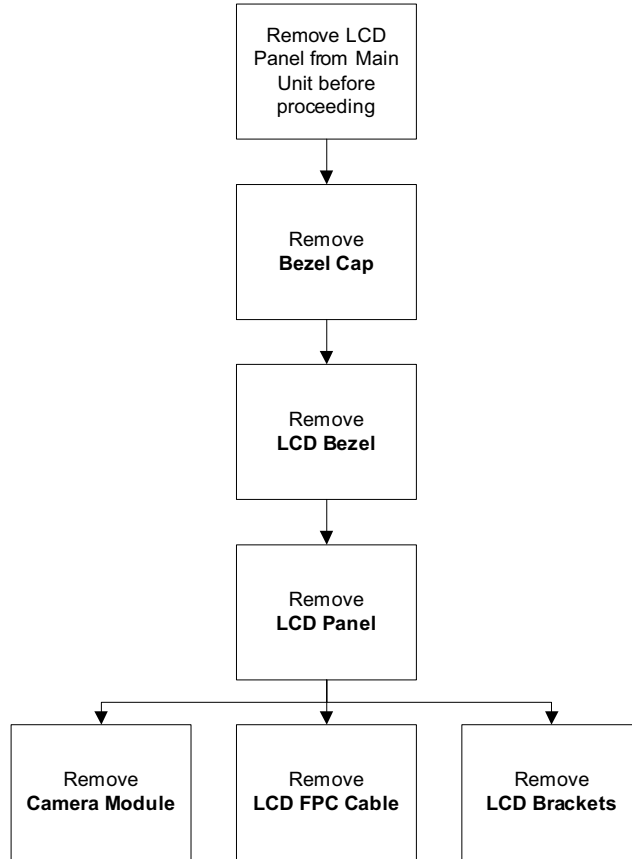 Remove LCD
Panel from Main
Unit before
proceeding
Remove
Bezel Cap
Remove
LCD Bezel
Remove
LCD Panel
Remove
Camera Module
Remove
LCD FPC Cable
Remove
LCD Brackets